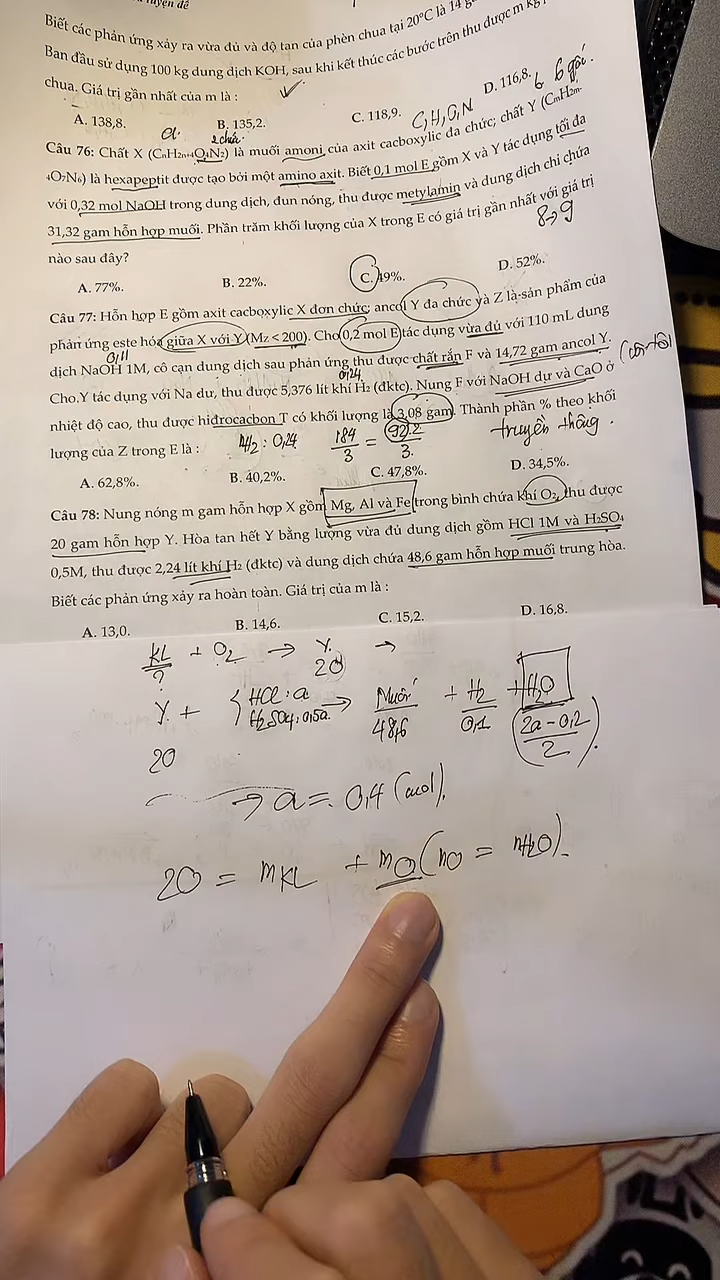 luyện đề
Biết các phản ứng xảy ra vừa đủ và độ tan của phèn chua tại 20°C là 14
Ban đầu sử dụng 100 kg dung dịch KOH, sau khi kết thúc các bước trên thu được m kg
chua. Giá trị gần nhất của m là :
A. 138,8. B. 135,2. C. 118,9. D. 116,8.
C,H,O,N
Câu 76: Chất X (CnH2n+4O4N2) là muối amoni của axit cacboxylic đa chức; chất Y (CmH2m-
4O7N6) là hexapeptit được tạo bởi một amino axit. Biết 0,1 mol E gồm X và Y tác dụng tối đa
với 0,32 mol NaOH trong dung dịch, đun nóng, thu được metylamin và dung dịch chỉ chứa
31,32 gam hỗn hợp muối. Phần trăm khối lượng của X trong E có giá trị gần nhất với giá trị
nào sau đây?
A. 77%. B. 22%. C. 49%. D. 52%.
Câu 77: Hỗn hợp E gồm axit cacboxylic X đơn chức; ancol Y đa chức và Z là sản phẩm của
phản ứng este hóa giữa X với Y (MZ < 200). Cho 0,2 mol E tác dụng vừa đủ với 110 mL dung
0,11
dịch NaOH 1M, cô cạn dung dịch sau phản ứng thu được chất rắn F và 14,72 gam ancol Y.
0,24
Cho Y tác dụng với Na dư, thu được 5,376 lít khí H2 (đktc). Nung F với NaOH dư và CaO ở
nhiệt độ cao, thu được hiđrocacbon T có khối lượng là 3,08 gam. Thành phần % theo khối
lượng của Z trong E là :
184/3 = 92.2/3.
truyền thông.
A. 62,8%. B. 40,2%. C. 47,8%. D. 34,5%.
Câu 78: Nung nóng m gam hỗn hợp X gồm Mg, Al và Fe trong bình chứa khí O2, thu được
20 gam hỗn hợp Y. Hòa tan hết Y bằng lượng vừa đủ dung dịch gồm HCl 1M và H2SO4
0,5M, thu được 2,24 lít khí H2 (đktc) và dung dịch chứa 48,6 gam hỗn hợp muối trung hòa.
Biết các phản ứng xảy ra hoàn toàn. Giá trị của m là :
A. 13,0. B. 14,6. C. 15,2. D. 16,8.
KL + O2 → Y. →
? 20
Y + { HCl : a → Muối + H2 + H2O
H2SO4 : 0,5a
20 48,6 0,1 (2a-0,2)/2.
→ a = 0,4 (mol).
20 = mKL + mO (nO = nH2O).